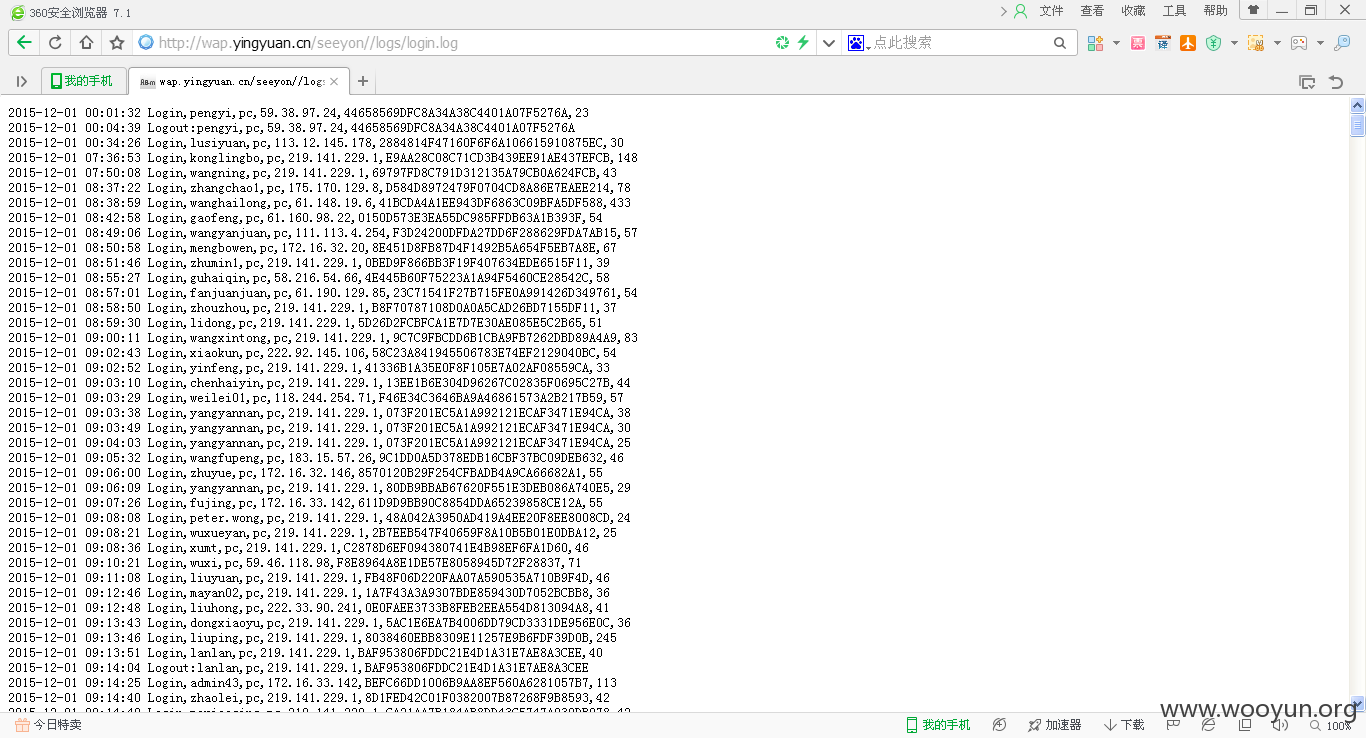 360安全浏览器 7.1
文件 查看 收藏 工具 帮助
http://wap.yingyuan.cn/seeyon//logs/login.log
点此搜索
我的手机
wap.yingyuan.cn/seeyon//log:
2015-12-01 00:01:32 Login,pengyi,pc,59.38.97.24,44658569DFC8A34A38C4401A07F5276A,23
2015-12-01 00:04:39 Logout:pengyi,pc,59.38.97.24,44658569DFC8A34A38C4401A07F5276A
2015-12-01 00:34:26 Login,lusiyuan,pc,113.12.145.178,2884814F47160F6F6A106615910875EC,30
2015-12-01 07:36:53 Login,konglingbo,pc,219.141.229.1,E9AA28C08C71CD3B439EE91AE437EFCB,148
2015-12-01 07:50:08 Login,wangning,pc,219.141.229.1,69797FD8C791D312135A79CB0A624FCB,43
2015-12-01 08:37:22 Login,zhangchao1,pc,175.170.129.8,D584D8972479F0704CD8A86E7EAEE214,78
2015-12-01 08:38:59 Login,wanghailong,pc,61.148.19.6,41BCDA4A1EE943DF6863C09BFA5DF588,433
2015-12-01 08:42:58 Login,gaofeng,pc,61.160.98.22,0150D573E3EA55DC985FFDB63A1B393F,54
2015-12-01 08:49:06 Login,wangyanjuan,pc,111.113.4.254,F3D24200DFDA27DD6F288629FDA7AB15,57
2015-12-01 08:50:58 Login,mengbowen,pc,172.16.32.20,8E451D8FB87D4F1492B5A654F5EB7A8E,67
2015-12-01 08:51:46 Login,zhumin1,pc,219.141.229.1,0BED9F866BB3F19F407634EDE6515F11,39
2015-12-01 08:55:27 Login,guhaiqin,pc,58.216.54.66,4E445B60F75223A1A94F5460CE28542C,58
2015-12-01 08:57:01 Login,fanjuanjuan,pc,61.190.129.85,23C71541F27B715FE0A991426D349761,54
2015-12-01 08:58:50 Login,zhouzhou,pc,219.141.229.1,B8F70787108D0A0A5CAD26BD7155DF11,37
2015-12-01 08:59:30 Login,lidong,pc,219.141.229.1,5D26D2FCBFCA1E7D7E30AE085E5C2B65,51
2015-12-01 09:00:11 Login,wangxintong,pc,219.141.229.1,9C7C9FBCDD6B1CBA9FB7262DBD89A4A9,83
2015-12-01 09:02:43 Login,xiaokun,pc,222.92.145.106,58C23A841945506783E74EF2129040BC,54
2015-12-01 09:02:52 Login,yinfeng,pc,219.141.229.1,41336B1A35E0F8F105E7A02AF08559CA,33
2015-12-01 09:03:10 Login,chenhaiyin,pc,219.141.229.1,13EE1B6E304D96267C02835F0695C27B,44
2015-12-01 09:03:29 Login,weilei01,pc,118.244.254.71,F46E34C3646BA9A46861573A2B217B59,57
2015-12-01 09:03:38 Login,yangyannan,pc,219.141.229.1,073F201EC5A1A992121ECAF3471E94CA,38
2015-12-01 09:03:49 Login,yangyannan,pc,219.141.229.1,073F201EC5A1A992121ECAF3471E94CA,30
2015-12-01 09:04:03 Login,yangyannan,pc,219.141.229.1,073F201EC5A1A992121ECAF3471E94CA,25
2015-12-01 09:05:32 Login,wangfupeng,pc,183.15.57.26,9C1DD0A5D378EDB16CBF37BC09DEB632,46
2015-12-01 09:06:00 Login,zhuyue,pc,172.16.32.146,8570120B29F254CFBADB4A9CA66682A1,55
2015-12-01 09:06:09 Login,yangyannan,pc,219.141.229.1,80DB9BBAB67620F551E3DEB086A740E5,29
2015-12-01 09:07:26 Login,fujing,pc,172.16.33.142,611D9D9BB90C8854DDA65239858CE12A,55
2015-12-01 09:08:08 Login,peter.wong,pc,219.141.229.1,48A042A3950AD419A4EE20F8EE8008CD,24
2015-12-01 09:08:21 Login,wuxueyan,pc,219.141.229.1,2B7EEB547F40659F8A10B5B01E0DBA12,25
2015-12-01 09:08:36 Login,xumt,pc,219.141.229.1,C2878D6EF094380741E4B98EF6FA1D60,46
2015-12-01 09:10:21 Login,wuxi,pc,59.46.118.98,F8E8964A8E1DE57E8058945D72F28837,71
2015-12-01 09:11:08 Login,liuyuan,pc,219.141.229.1,FB48F06D220FAA07A590535A710B9F4D,46
2015-12-01 09:12:46 Login,mayan02,pc,219.141.229.1,1A7F43A3A9307BDE859430D7052BCBB8,36
2015-12-01 09:12:48 Login,liuhong,pc,222.33.90.241,0E0FAEE3733B8FEB2EEA554D813094A8,41
2015-12-01 09:13:43 Login,dongxiaoyu,pc,219.141.229.1,5AC1E6EA7B4006DD79CD3331DE956E0C,36
2015-12-01 09:13:46 Login,liuping,pc,219.141.229.1,8038460EBB8309E11257E9B6FDF39D0B,245
2015-12-01 09:13:51 Login,lanlan,pc,219.141.229.1,BAF953806FDDC21E4D1A31E7AE8A3CEE,40
2015-12-01 09:14:04 Logout:lanlan,pc,219.141.229.1,BAF953806FDDC21E4D1A31E7AE8A3CEE
2015-12-01 09:14:25 Login,admin43,pc,172.16.33.142,BEFC66DD1006B9AA8EF560A6281057B7,113
2015-12-01 09:14:40 Login,zhaolei,pc,219.141.229.1,8D1FED42C01F0382007B87268F9B8593,42
www.wooyun.org
今日特卖
我的手机 加速器 下载 100%